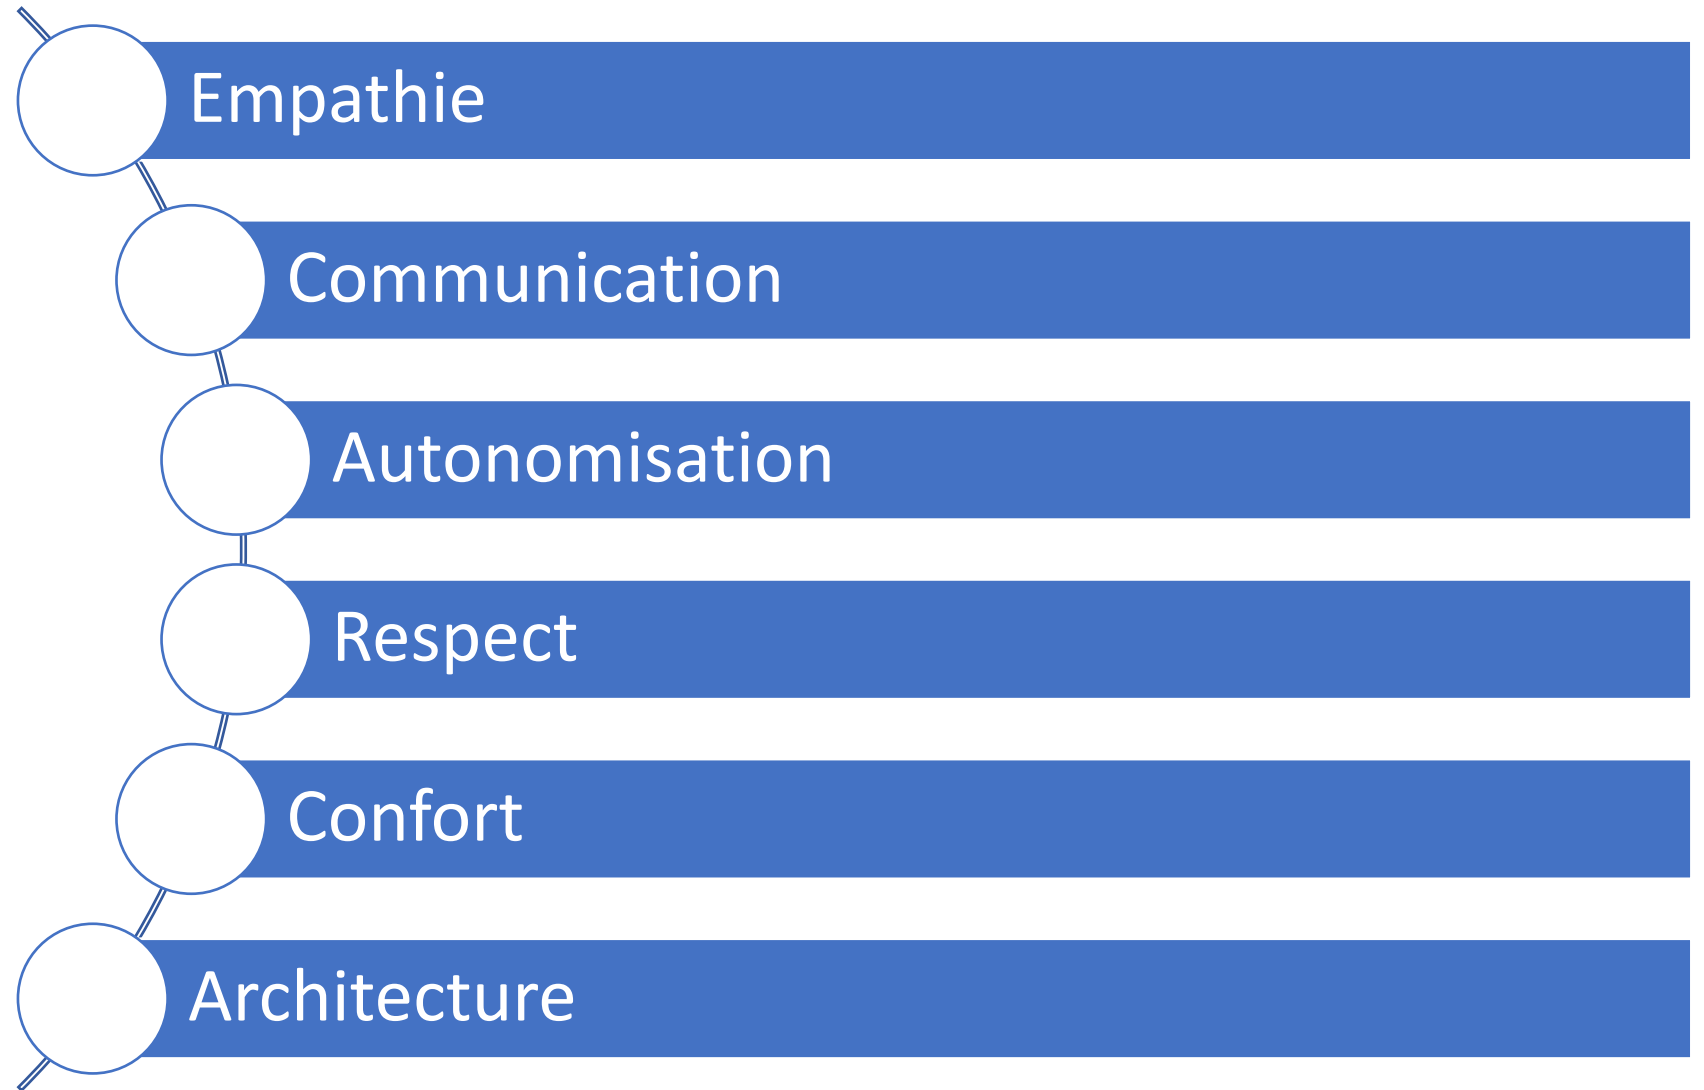 Empathie
Communication
Autonomisation
Respect
Confort
Architecture